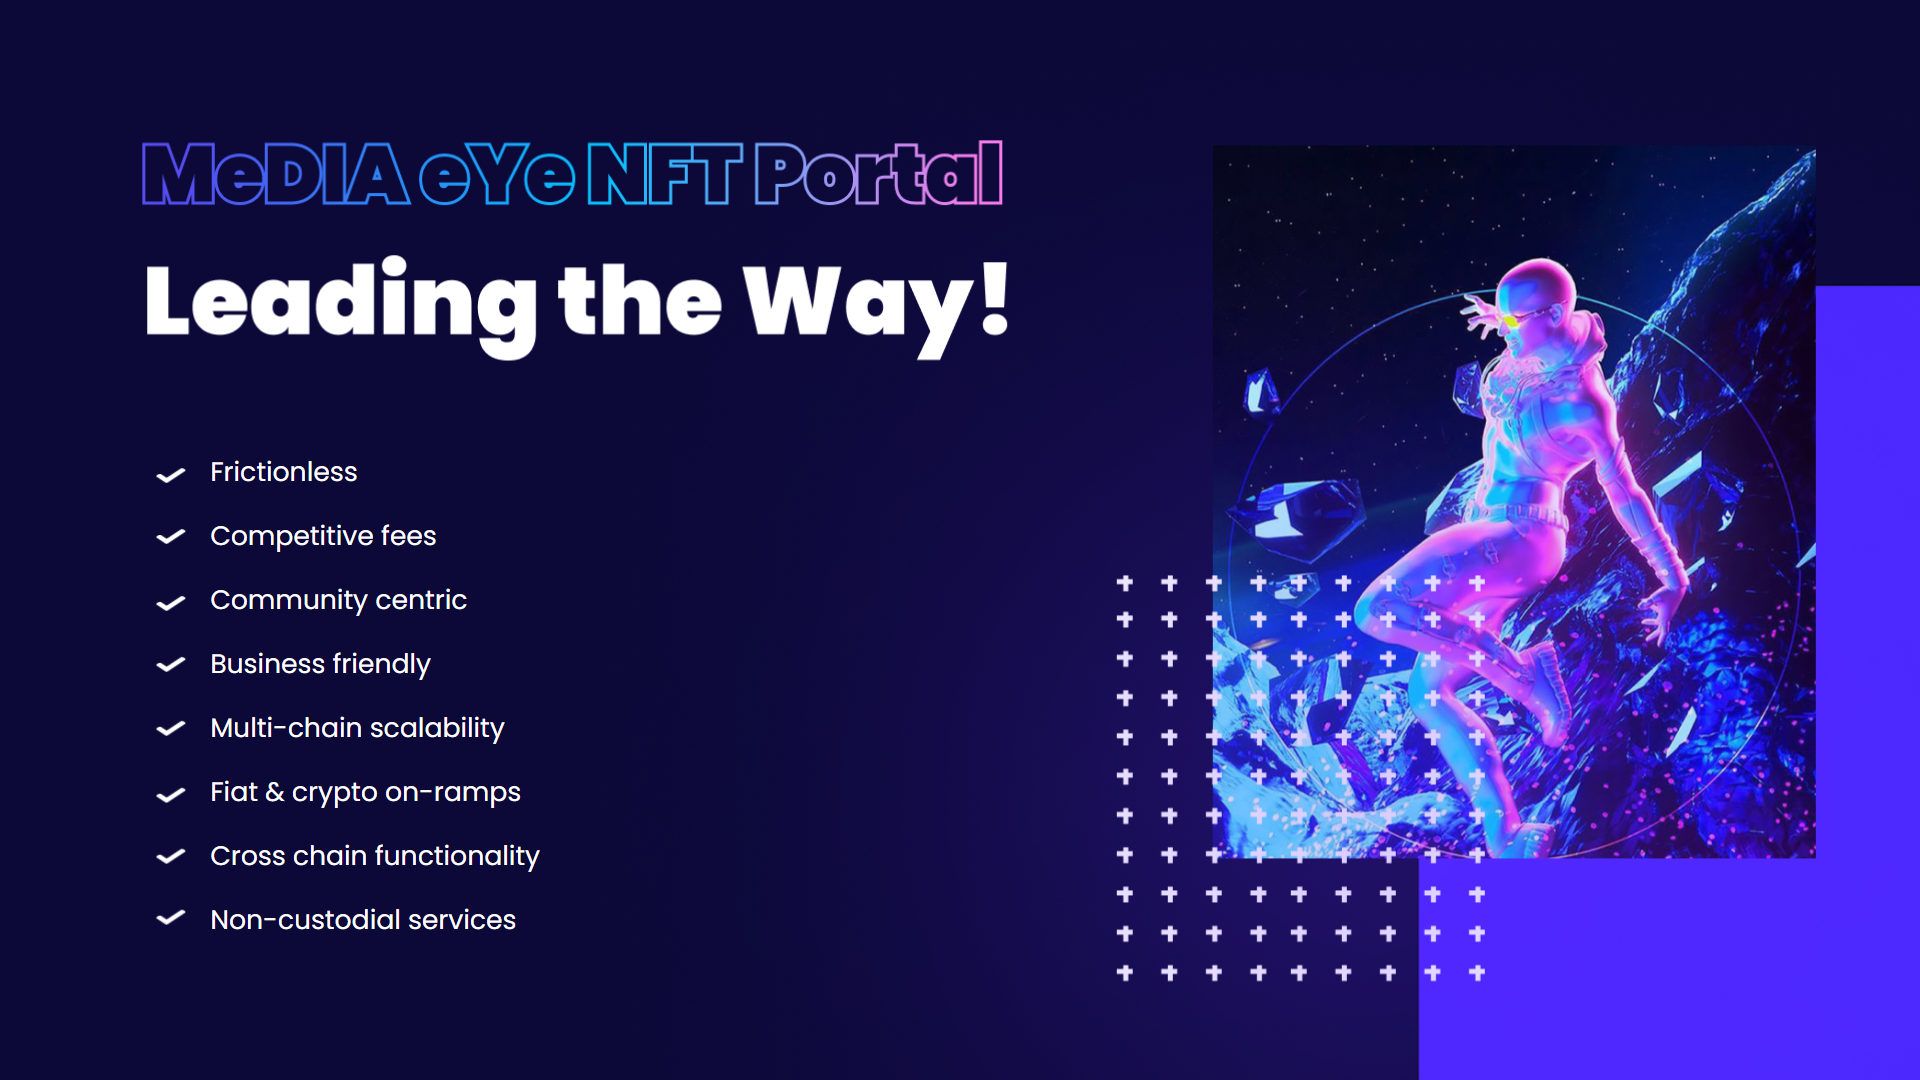 MeDIA eYe NFT Portal
Leading the Way!
Frictionless
Competitive fees
Community centric
Business friendly
Multi-chain scalability
Fiat & crypto on-ramps
Cross chain functionality
Non-custodial services